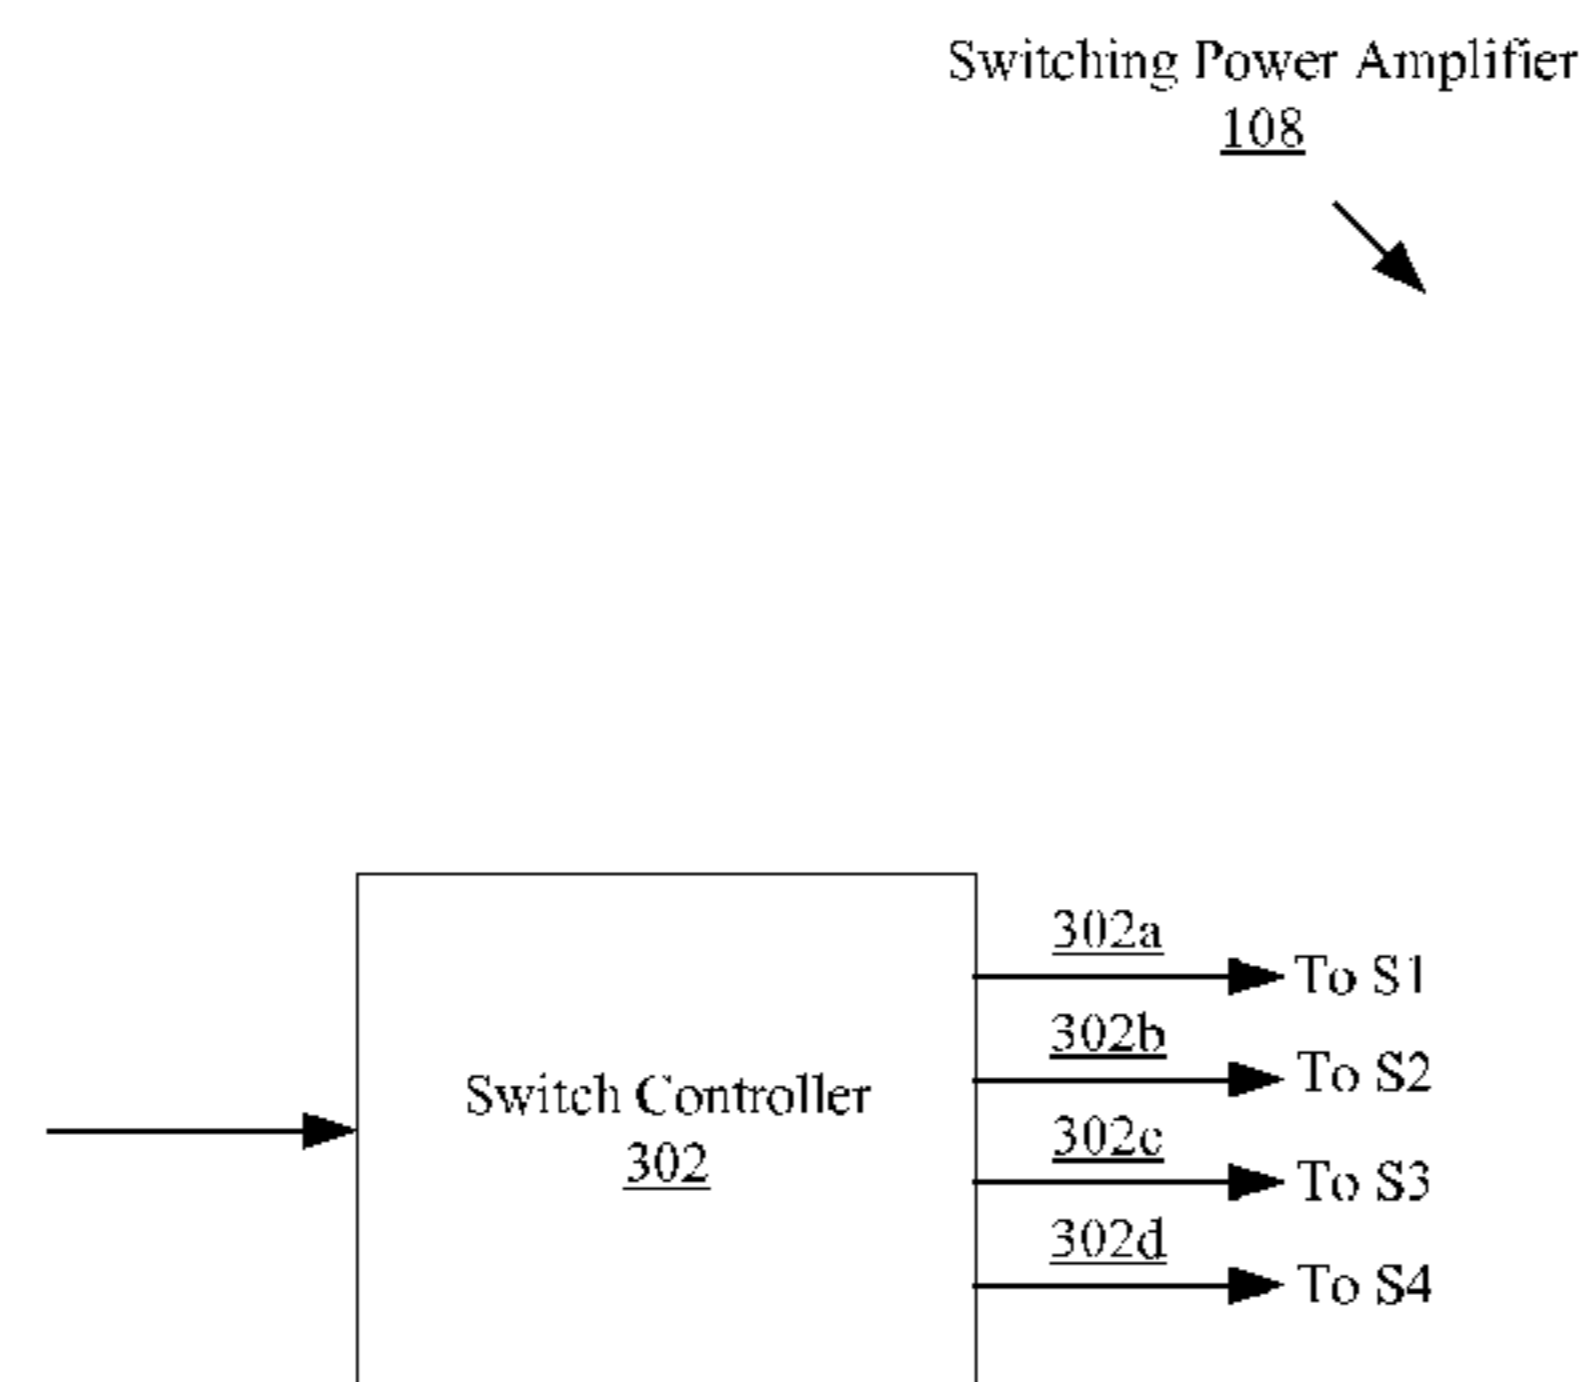 Switching Power Amplifier
108
302a
To S1
302b
To S2
Switch Controller
302
302c
To S3
302d
To S4